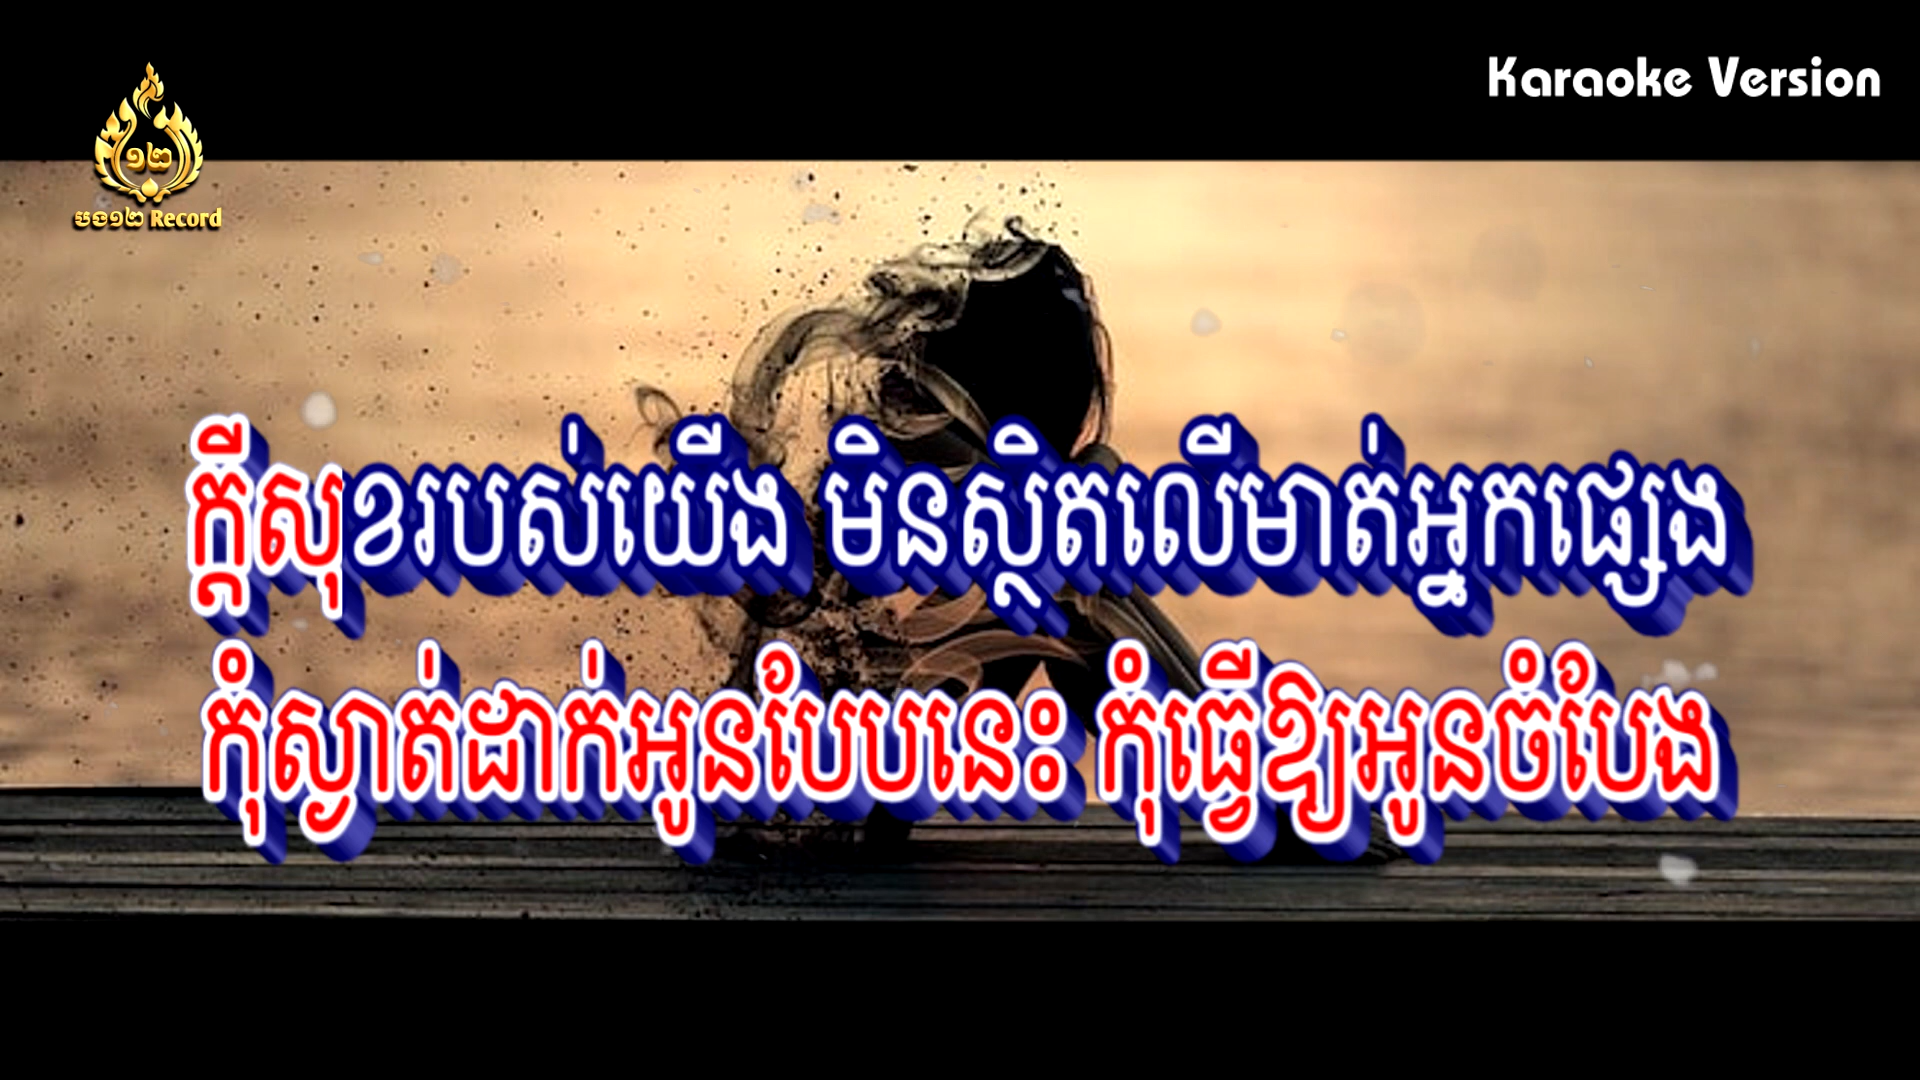 Karaoke Version
១២
បង១២ Record
ក្ដីសុខរបស់យើង មិនស្ថិតលើមាត់អ្នកផ្សេង
កុំស្ងាត់ដាក់អូនបែបនេះ កុំធ្វើឱ្យអូនចំបែង